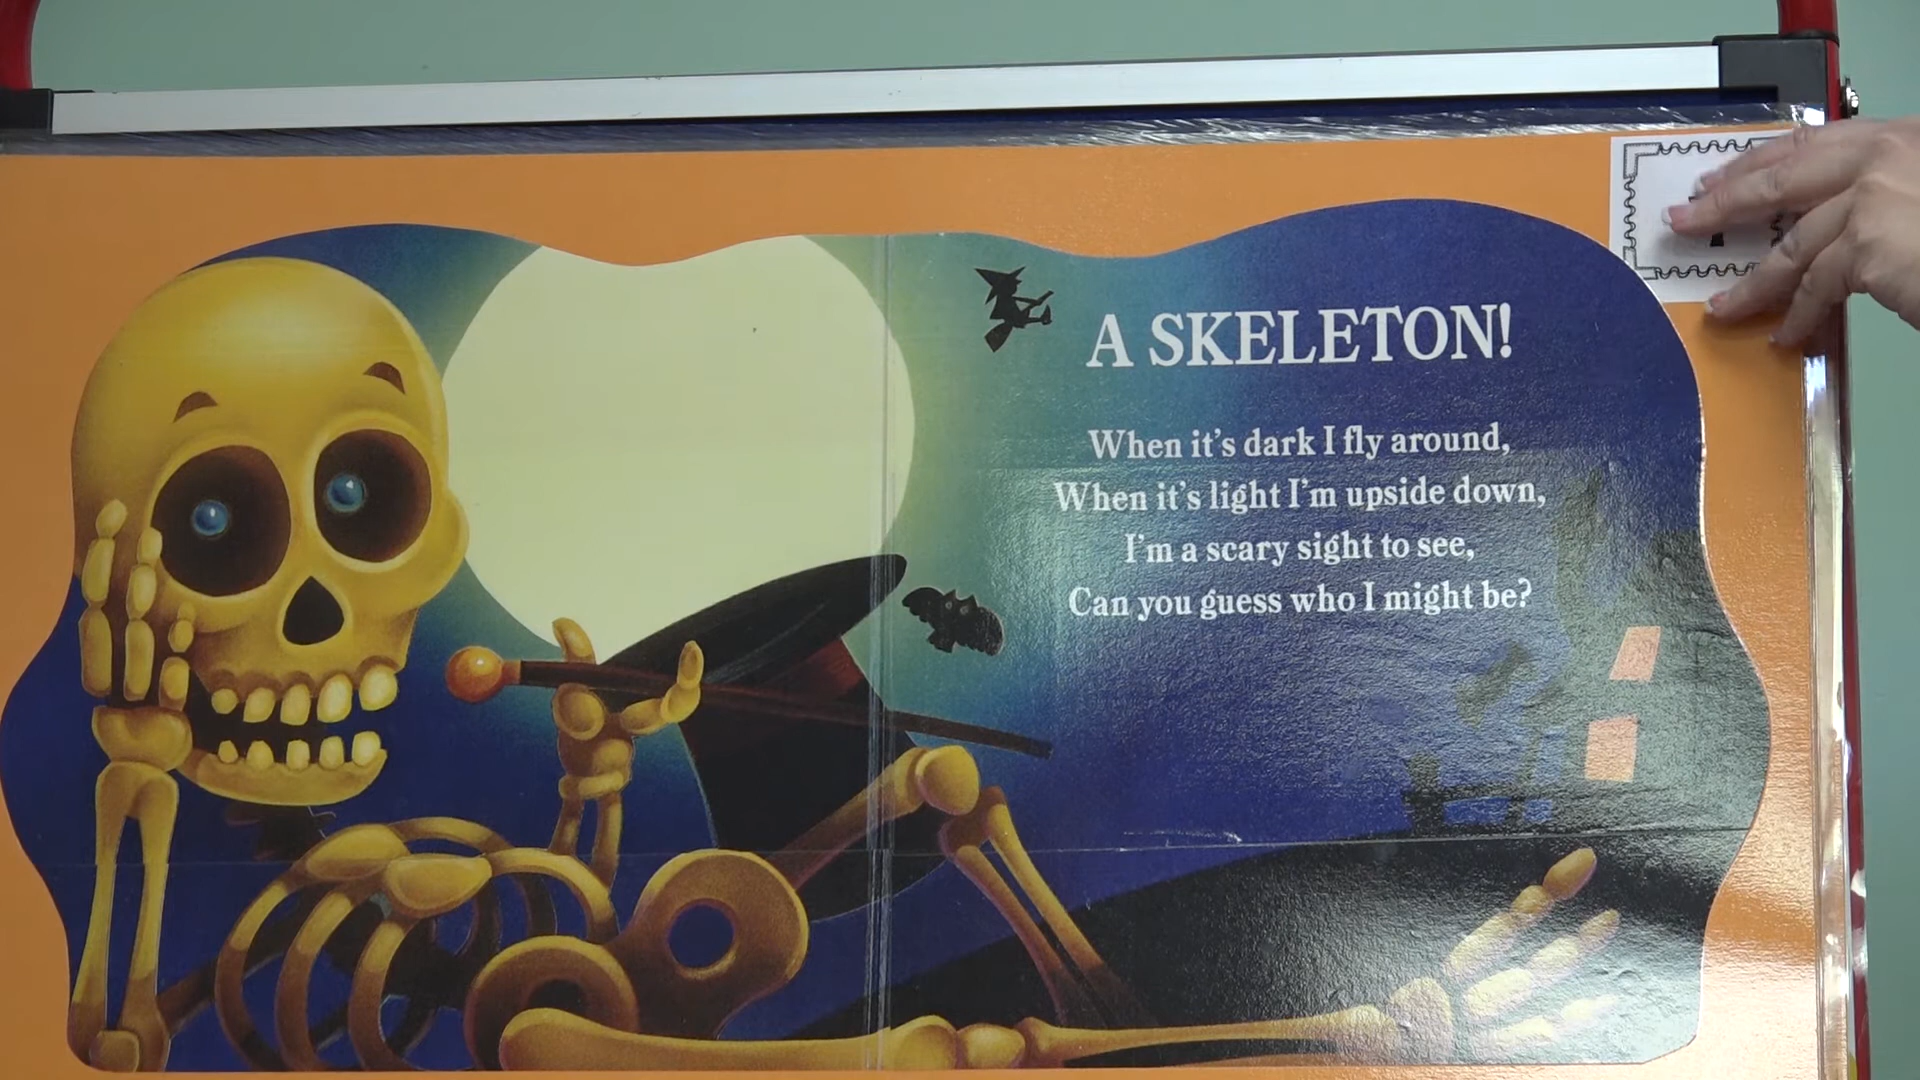 A SKELETON!
When it's dark I fly around,
When it's light I'm upside down,
I'm a scary sight to see,
Can you guess who I might be?